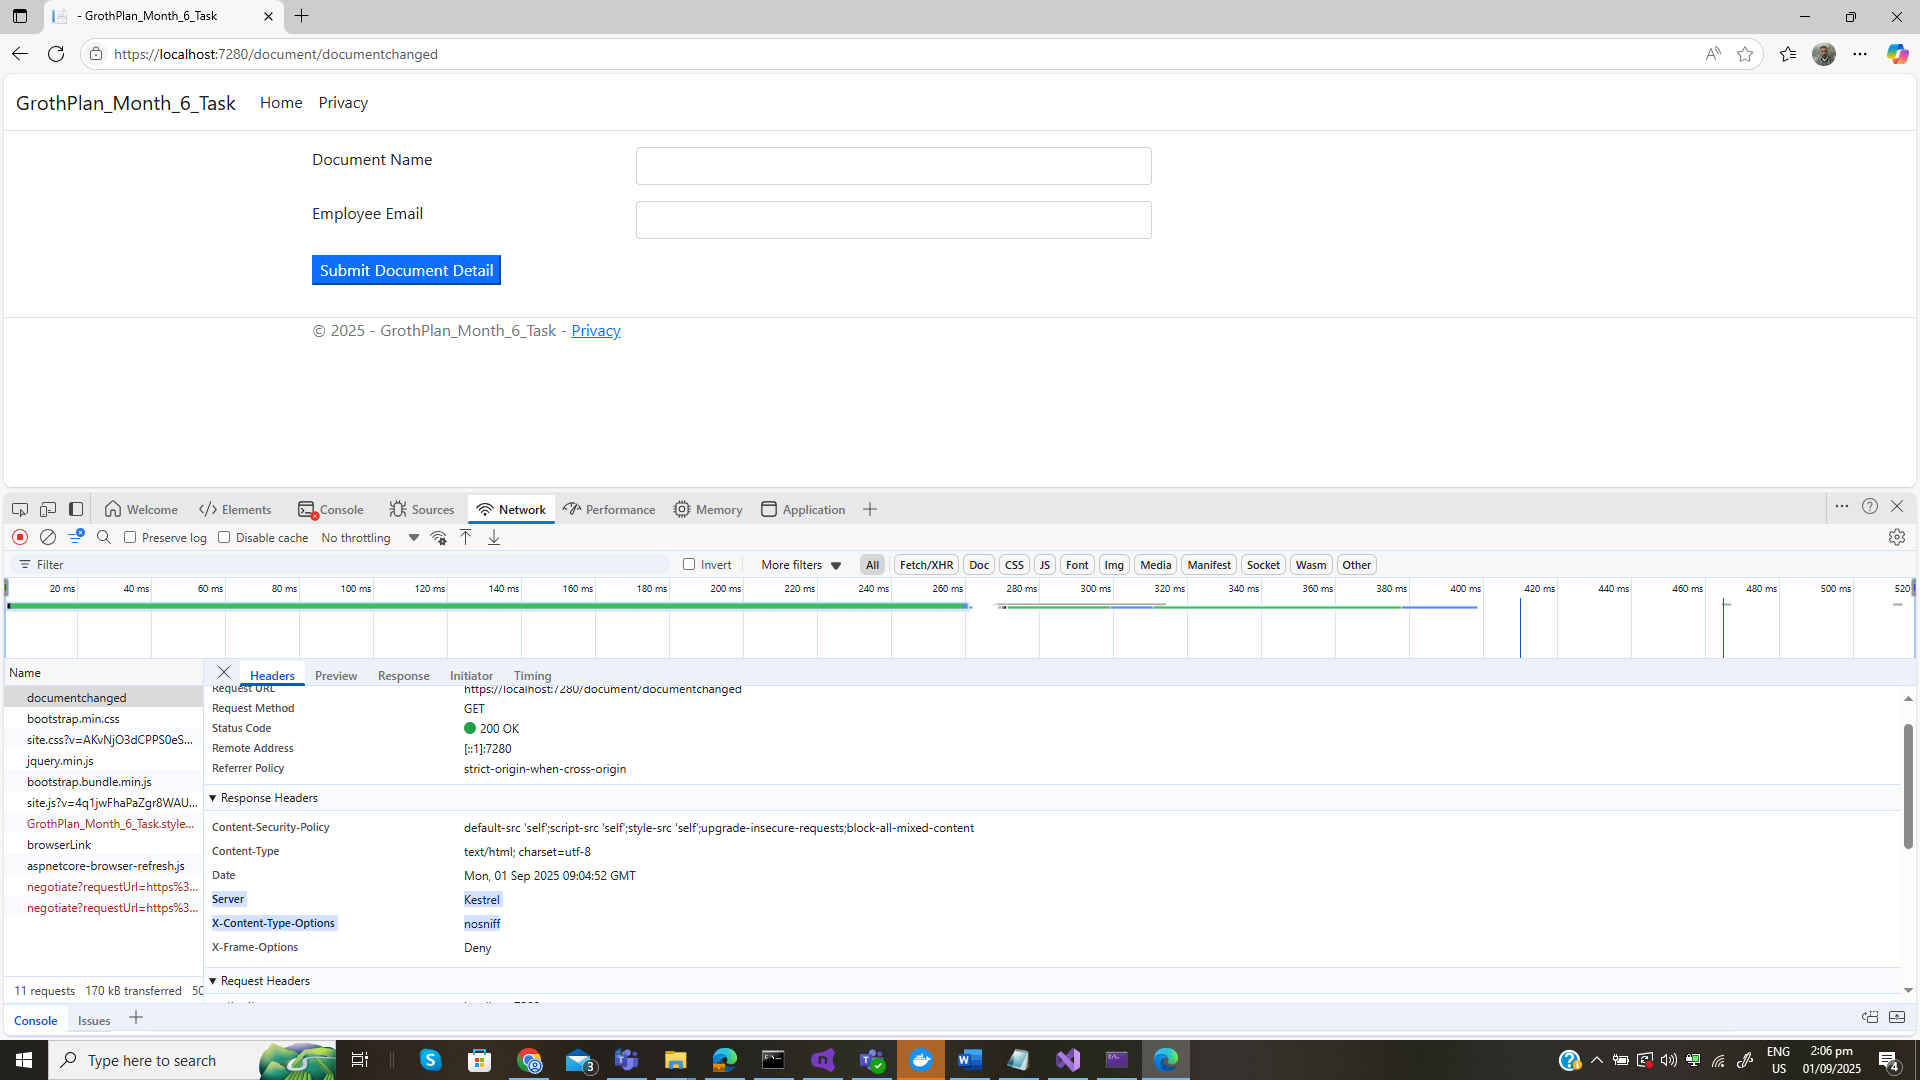 - GrothPlan_Month_6_Task
https://localhost:7280/document/documentchanged
GrothPlan_Month_6_Task Home Privacy
Document Name
Employee Email
Submit Document Detail
© 2025 - GrothPlan_Month_6_Task - Privacy
Welcome Elements Console Sources Network Performance Memory Application
Preserve log Disable cache No throttling
Filter Invert More filters All Fetch/XHR Doc CSS JS Font Img Media Manifest Socket Wasm Other
20 ms 40 ms 60 ms 80 ms 100 ms 120 ms 140 ms 160 ms 180 ms 200 ms 220 ms 240 ms 260 ms 280 ms 300 ms 320 ms 340 ms 360 ms 380 ms 400 ms 420 ms 440 ms 460 ms 480 ms 500 ms 520
Name
documentchanged
bootstrap.min.css
site.css?v=AKvNjO3dCPPS0eS...
jquery.min.js
bootstrap.bundle.min.js
site.js?v=4q1jwFhaPaZgr8WAU...
GrothPlan_Month_6_Task.style...
browserLink
aspnetcore-browser-refresh.js
negotiate?requestUrl=https%3...
negotiate?requestUrl=https%3...
11 requests 170 kB transferred 50
Headers Preview Response Initiator Timing
Request URL https://localhost:7280/document/documentchanged
Request Method GET
Status Code 200 OK
Remote Address [::1]:7280
Referrer Policy strict-origin-when-cross-origin
Response Headers
Content-Security-Policy default-src 'self';script-src 'self';style-src 'self';upgrade-insecure-requests;block-all-mixed-content
Content-Type text/html; charset=utf-8
Date Mon, 01 Sep 2025 09:04:52 GMT
Server Kestrel
X-Content-Type-Options nosniff
X-Frame-Options Deny
Request Headers
Console Issues
Type here to search
3
ENG
US
2:06 pm
01/09/2025
4